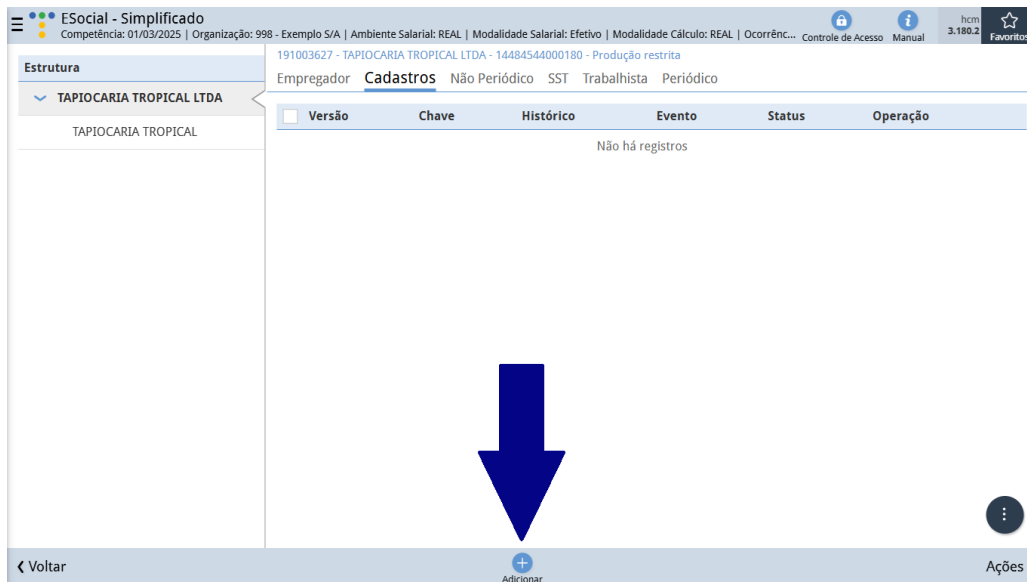 ESocial - Simplificado
Competência: 01/03/2025 | Organização: 998 - Exemplo S/A | Ambiente Salarial: REAL | Modalidade Salarial: Efetivo | Modalidade Cálculo: REAL | Ocorrênc...
Controle de Acesso
Manual
hcm
3.180.2
Favoritos
Estrutura
TAPIOCARIA TROPICAL LTDA
TAPIOCARIA TROPICAL
191003627 - TAPIOCARIA TROPICAL LTDA - 14484544000180 - Produção restrita
Empregador Cadastros Não Periódico SST Trabalhista Periódico
Versão Chave Histórico Evento Status Operação
Não há registros
Voltar
Adicionar
Ações